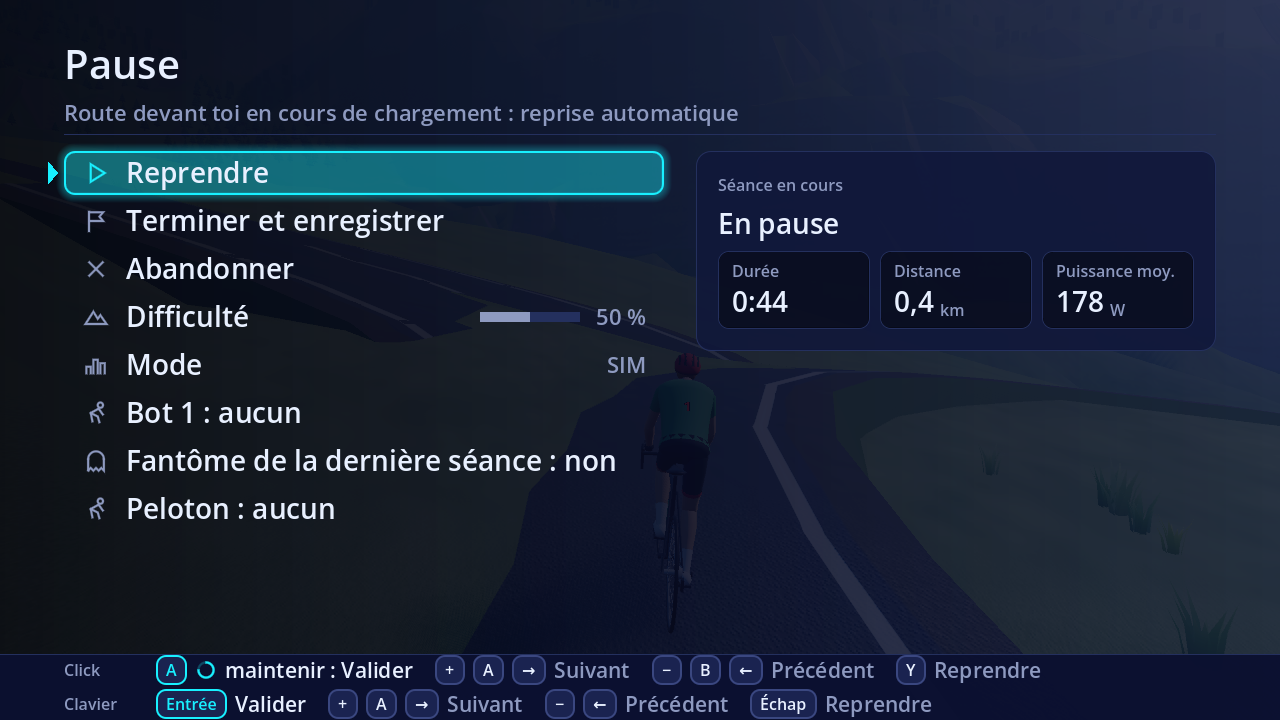 Pause
Route devant toi en cours de chargement : reprise automatique
Reprendre
Terminer et enregistrer
Abandonner
Difficulté 50 %
Mode SIM
Bot 1 : aucun
Fantôme de la dernière séance : non
Peloton : aucun
Séance en cours
En pause
Durée Distance Puissance moy.
0:44 0,4 km 178 W
Click A maintenir : Valider + A → Suivant − B ← Précédent Y Reprendre
Clavier Entrée Valider + A → Suivant − ← Précédent Échap Reprendre